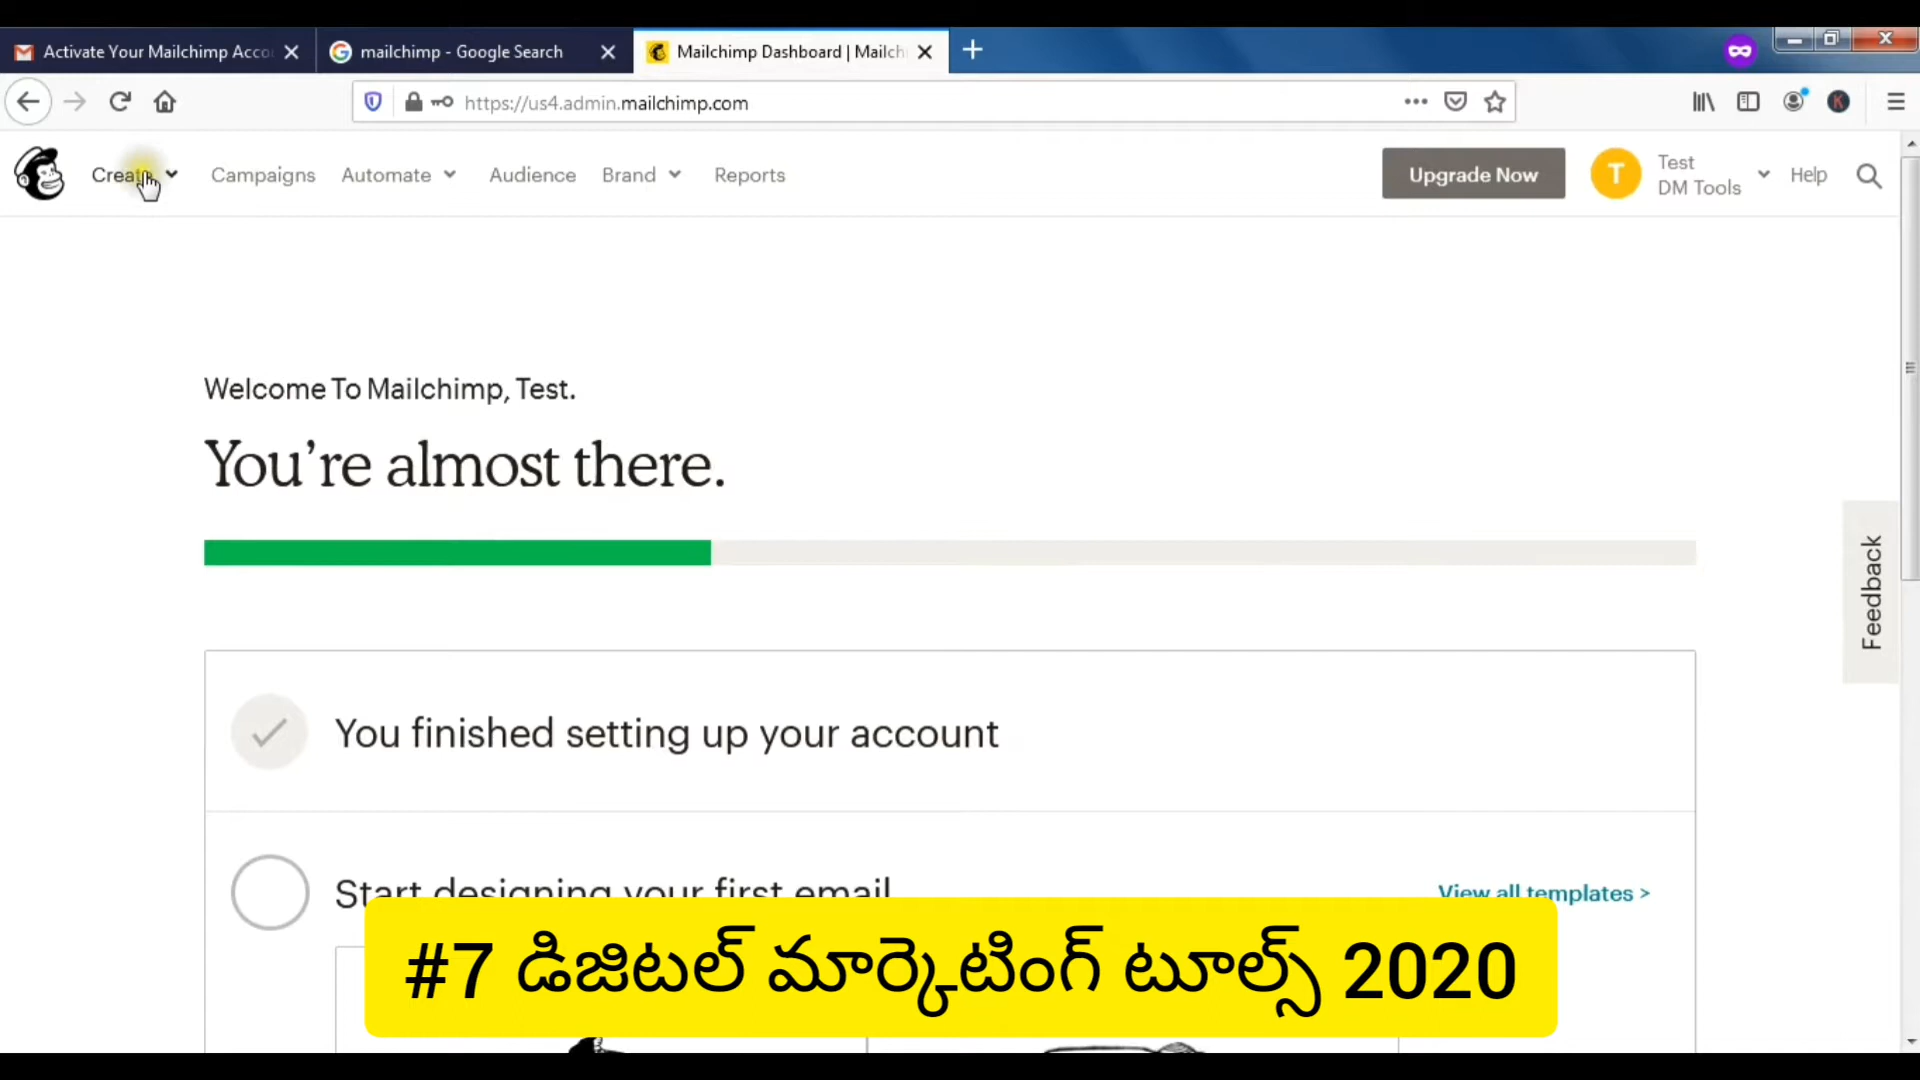 Activate Your Mailchimp Acco
mailchimp - Google Search
Mailchimp Dashboard | Mailch
https://us4.admin.mailchimp.com
Create
Campaigns
Automate
Audience
Brand
Reports
Upgrade Now
T
Test
DM Tools
Help
K
Welcome To Mailchimp, Test.
You're almost there.
Feedback
You finished setting up your account
Start designing your first email
View all templates >
#7 డిజిటల్ మార్కెటింగ్ టూల్స్ 2020